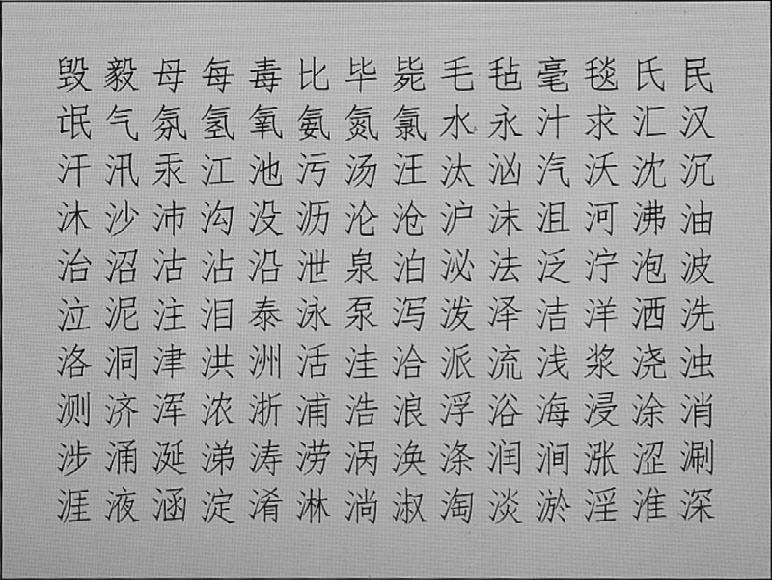 毁毅母每毒比毕毙毛毡毫毯氏民
氓气氛氢氧氨氮氯水永汁求汇汉
汗汛汞江池污汤汪汰汹汽沃沈沉
沐沙沛沟没沥沦沧沪沫沮河沸油
治沼沽沾沿泄泉泊泌法泛泞泡波
泣泥注泪泰泳泵泻泼泽洁洋洒洗
洛洞津洪洲活洼洽派流浅浆浇浊
测济浑浓浙浦浩浪浮浴海浸涂消
涉涌涎涕涛涝涡涣涤润涧涨涩涮
涯液涵淀淆淋淌淑淘淡淤淫淮深